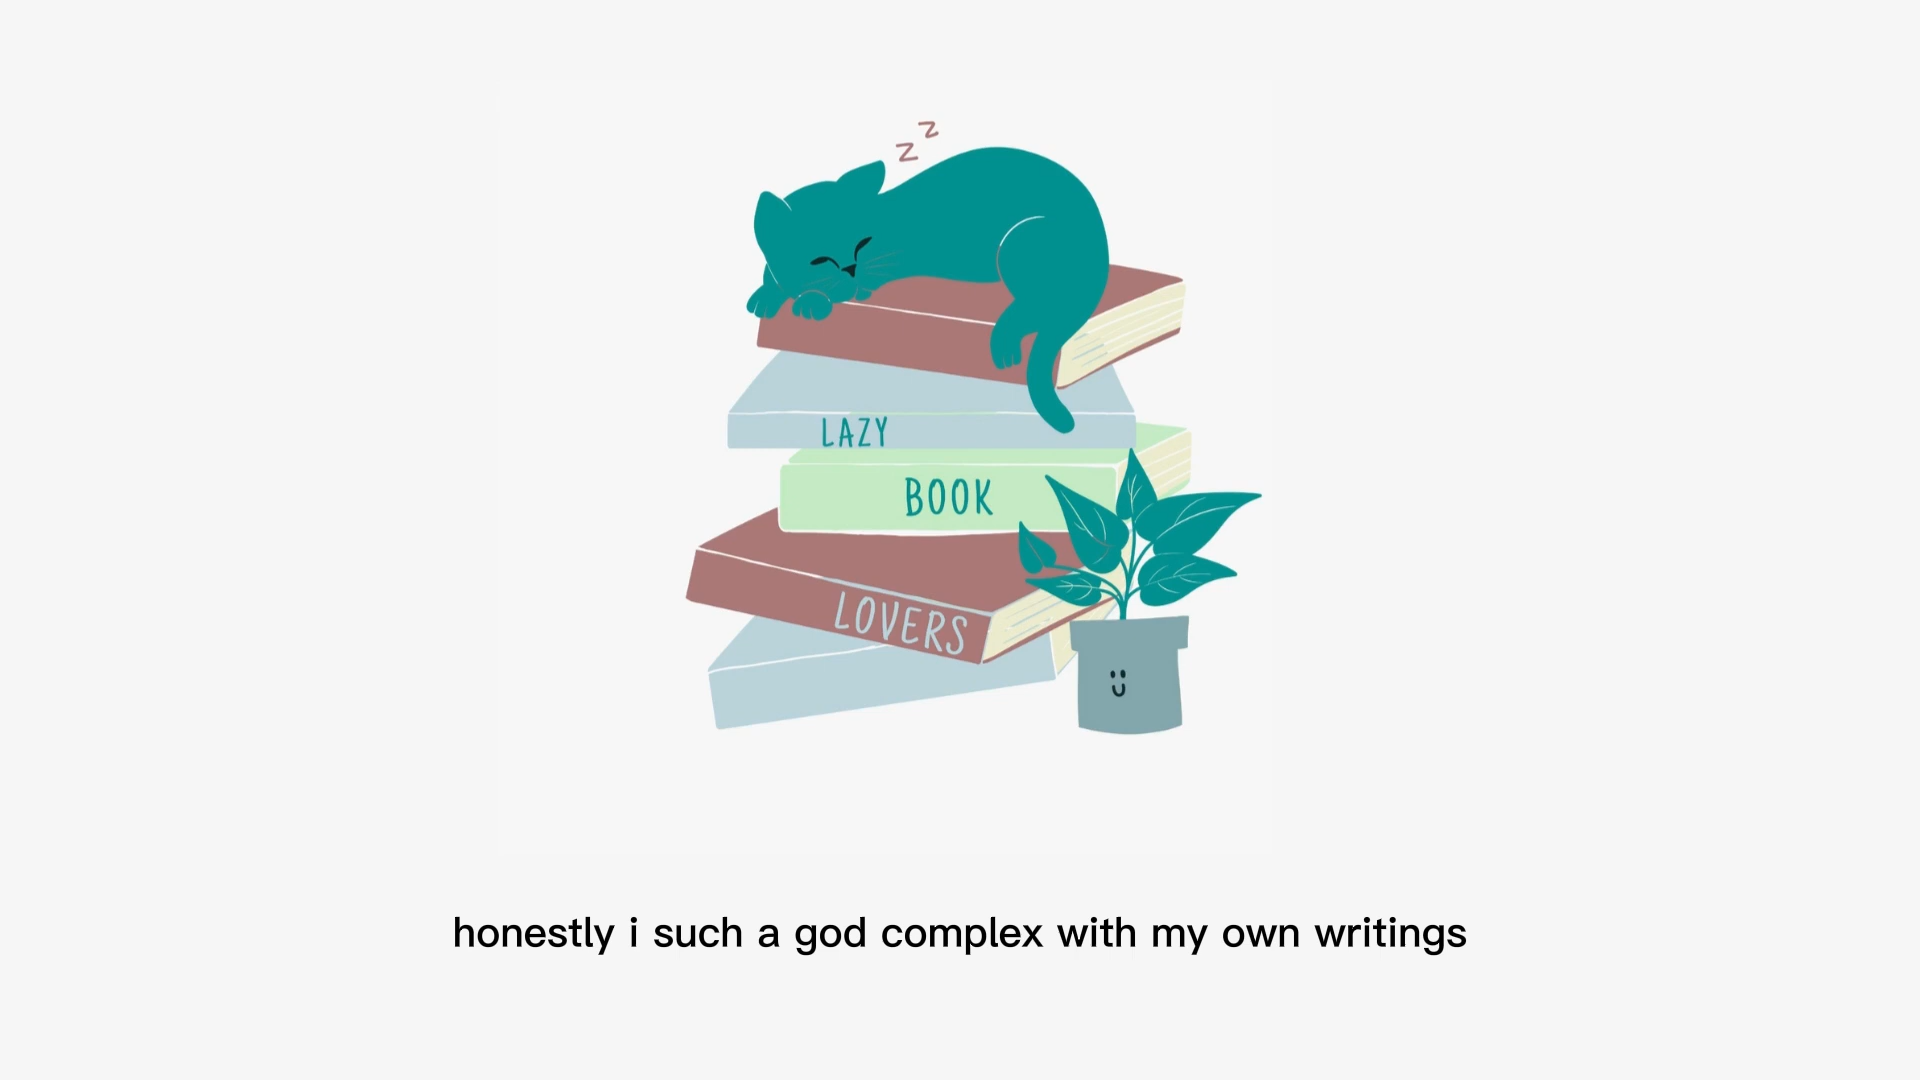 z
z
LAZY
BOOK
LOVERS
honestly i such a god complex with my own writings